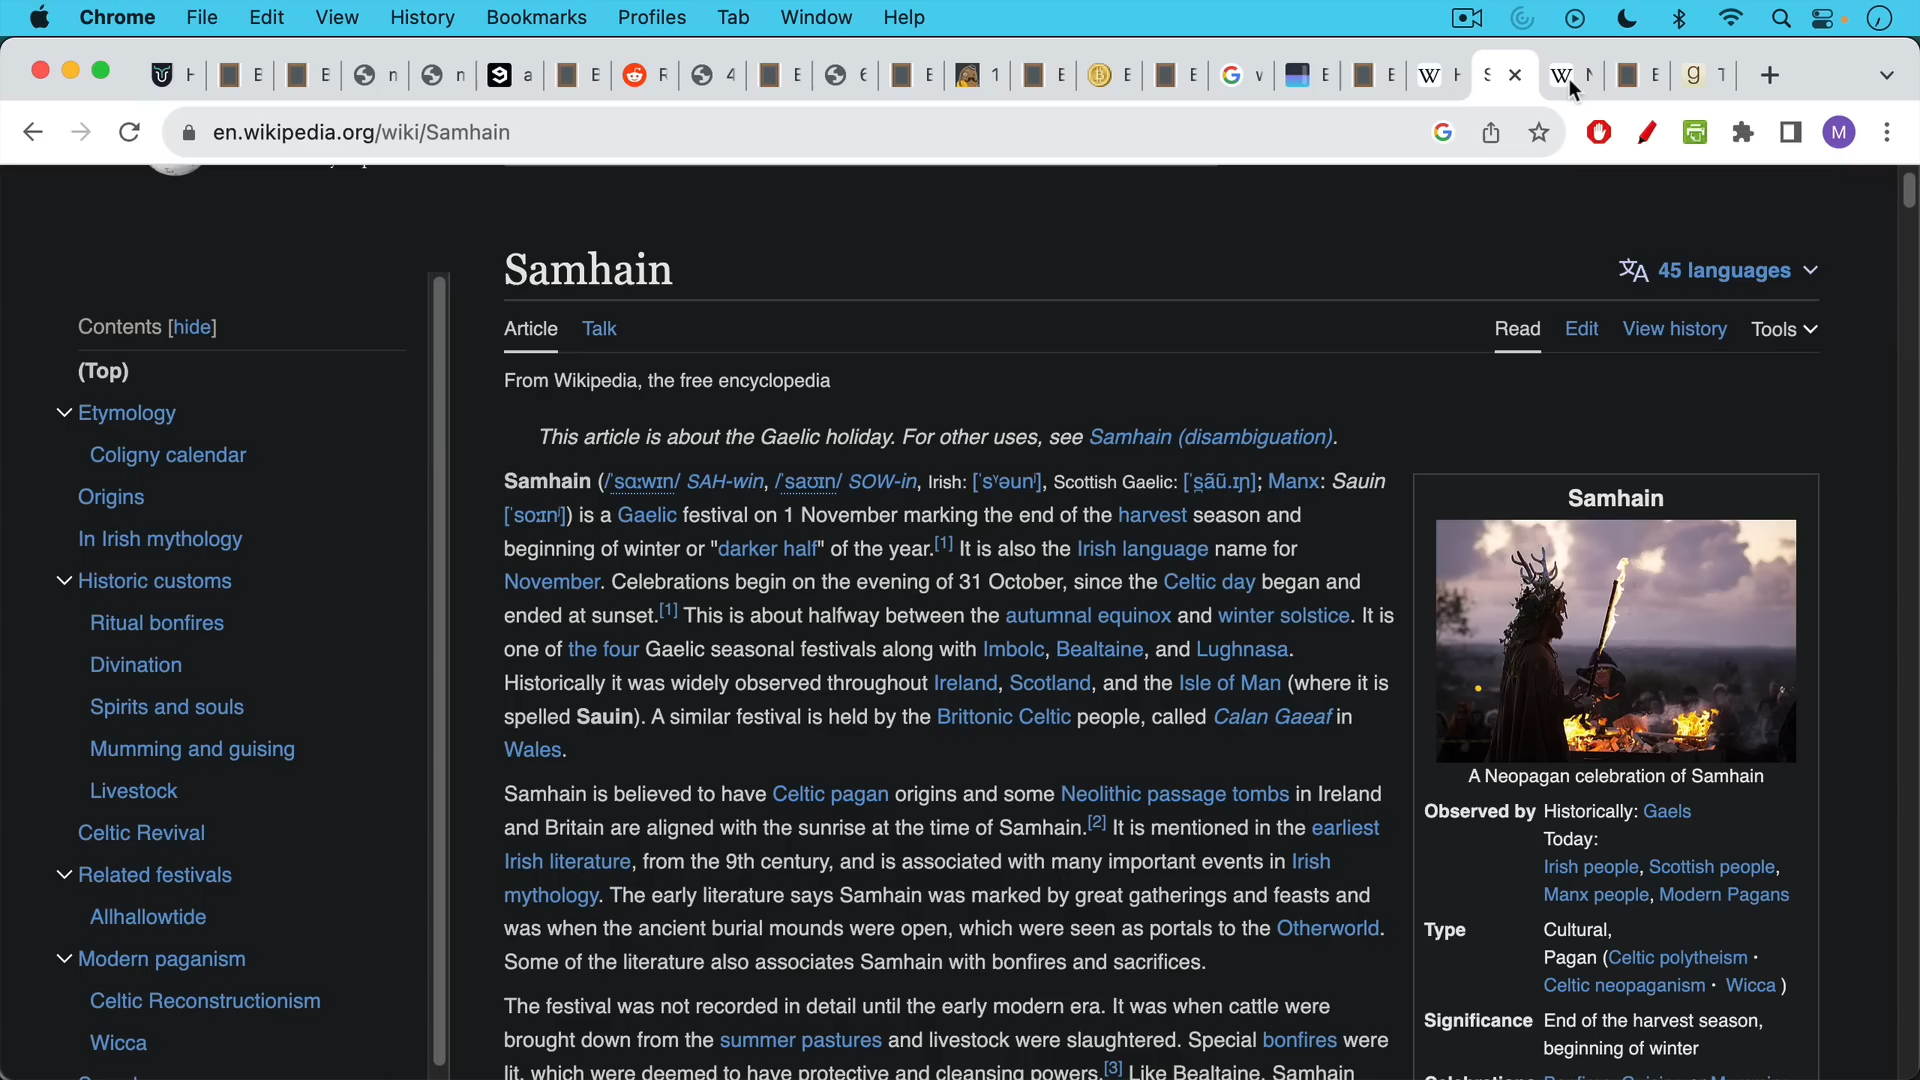 Chrome File Edit View History Bookmarks Profiles Tab Window Help
en.wikipedia.org/wiki/Samhain
M
Samhain
45 languages
Contents [hide]
(Top)
Etymology
Coligny calendar
Origins
In Irish mythology
Historic customs
Ritual bonfires
Divination
Spirits and souls
Mumming and guising
Livestock
Celtic Revival
Related festivals
Allhallowtide
Modern paganism
Celtic Reconstructionism
Wicca
Article Talk
Read Edit View history Tools
From Wikipedia, the free encyclopedia
This article is about the Gaelic holiday. For other uses, see Samhain (disambiguation).
Samhain (/ˈsɑːwɪn/ SAH-win, /ˈsaʊɪn/ SOW-in, Irish: [ˈsˠəunʲ], Scottish Gaelic: [ˈs̪ãũ.ɪɲ]; Manx: Sauin
[ˈsoːɪnʲ]) is a Gaelic festival on 1 November marking the end of the harvest season and
beginning of winter or "darker half" of the year.[1] It is also the Irish language name for
November. Celebrations begin on the evening of 31 October, since the Celtic day began and
ended at sunset.[1] This is about halfway between the autumnal equinox and winter solstice. It is
one of the four Gaelic seasonal festivals along with Imbolc, Bealtaine, and Lughnasa.
Historically it was widely observed throughout Ireland, Scotland, and the Isle of Man (where it is
spelled Sauin). A similar festival is held by the Brittonic Celtic people, called Calan Gaeaf in
Wales.
Samhain is believed to have Celtic pagan origins and some Neolithic passage tombs in Ireland
and Britain are aligned with the sunrise at the time of Samhain.[2] It is mentioned in the earliest
Irish literature, from the 9th century, and is associated with many important events in Irish
mythology. The early literature says Samhain was marked by great gatherings and feasts and
was when the ancient burial mounds were open, which were seen as portals to the Otherworld.
Some of the literature also associates Samhain with bonfires and sacrifices.
The festival was not recorded in detail until the early modern era. It was when cattle were
brought down from the summer pastures and livestock were slaughtered. Special bonfires were
lit, which were deemed to have protective and cleansing powers.[3] Like Bealtaine, Samhain
Samhain
A Neopagan celebration of Samhain
Observed by Historically: Gaels
Today:
Irish people, Scottish people,
Manx people, Modern Pagans
Type Cultural,
Pagan (Celtic polytheism ·
Celtic neopaganism · Wicca )
Significance End of the harvest season,
beginning of winter